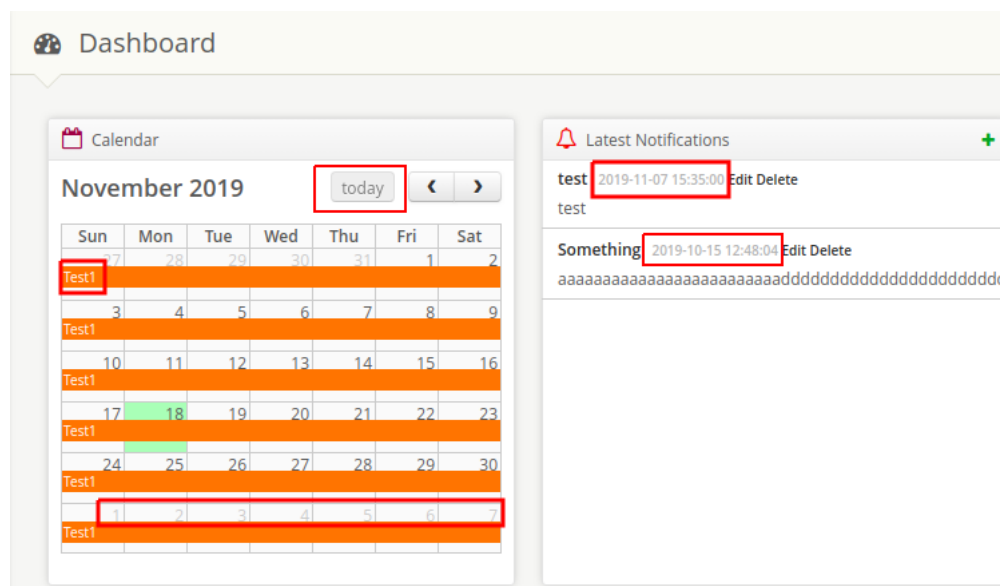 Dashboard
Calendar
November 2019
today
Sun Mon Tue Wed Thu Fri Sat
27 28 29 30 31 1 2
Test1
3 4 5 6 7 8 9
Test1
10 11 12 13 14 15 16
Test1
17 18 19 20 21 22 23
Test1
24 25 26 27 28 29 30
Test1
1 2 3 4 5 6 7
Test1
Latest Notifications
test 2019-11-07 15:35:00 Edit Delete
test
Something 2019-10-15 12:48:04 Edit Delete